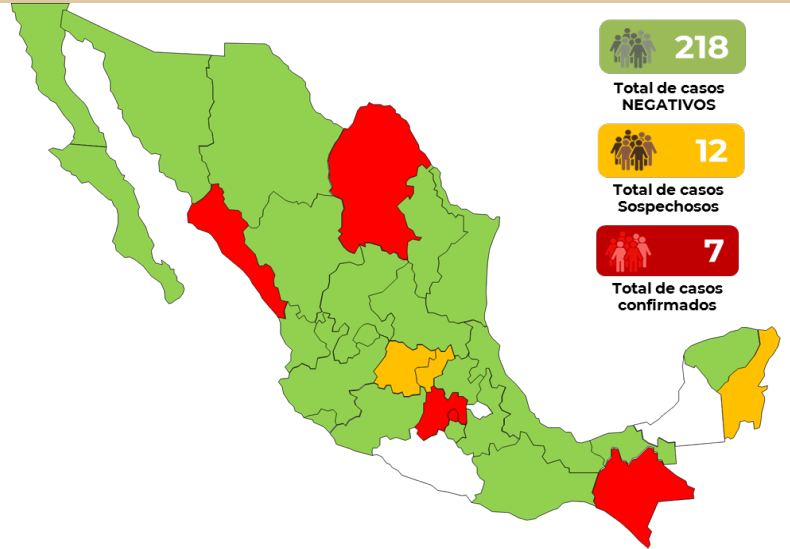 218
Total de casos
NEGATIVOS
12
Total de casos
Sospechosos
7
Total de casos
confirmados